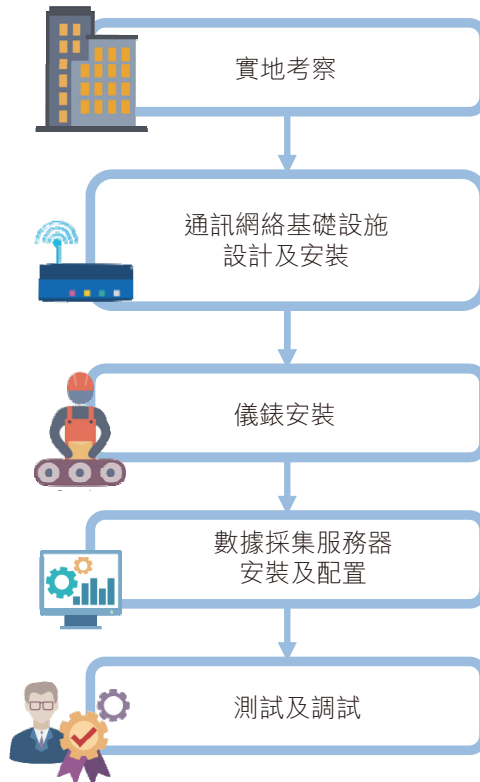 實地考察
通訊網絡基礎設施
設計及安裝
儀錶安裝
數據採集服務器
安裝及配置
測試及調試